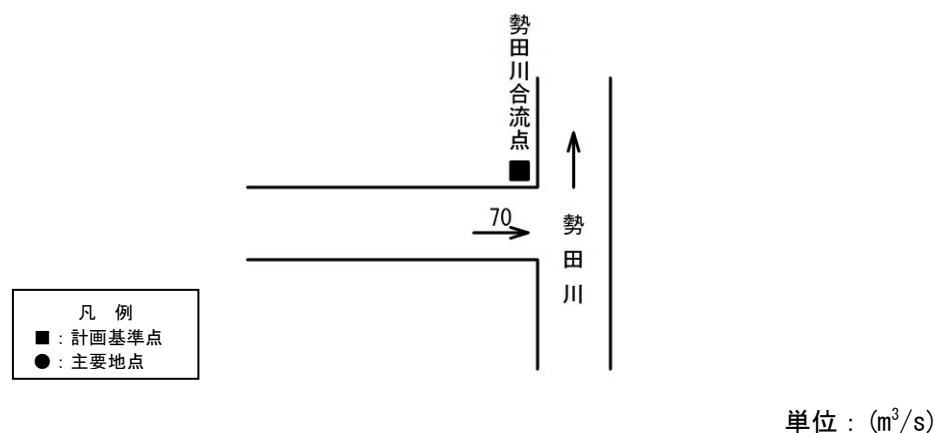 勢田川合流点
70
勢田川
凡 例
■：計画基準点
●：主要地点
単位：(m³/s)